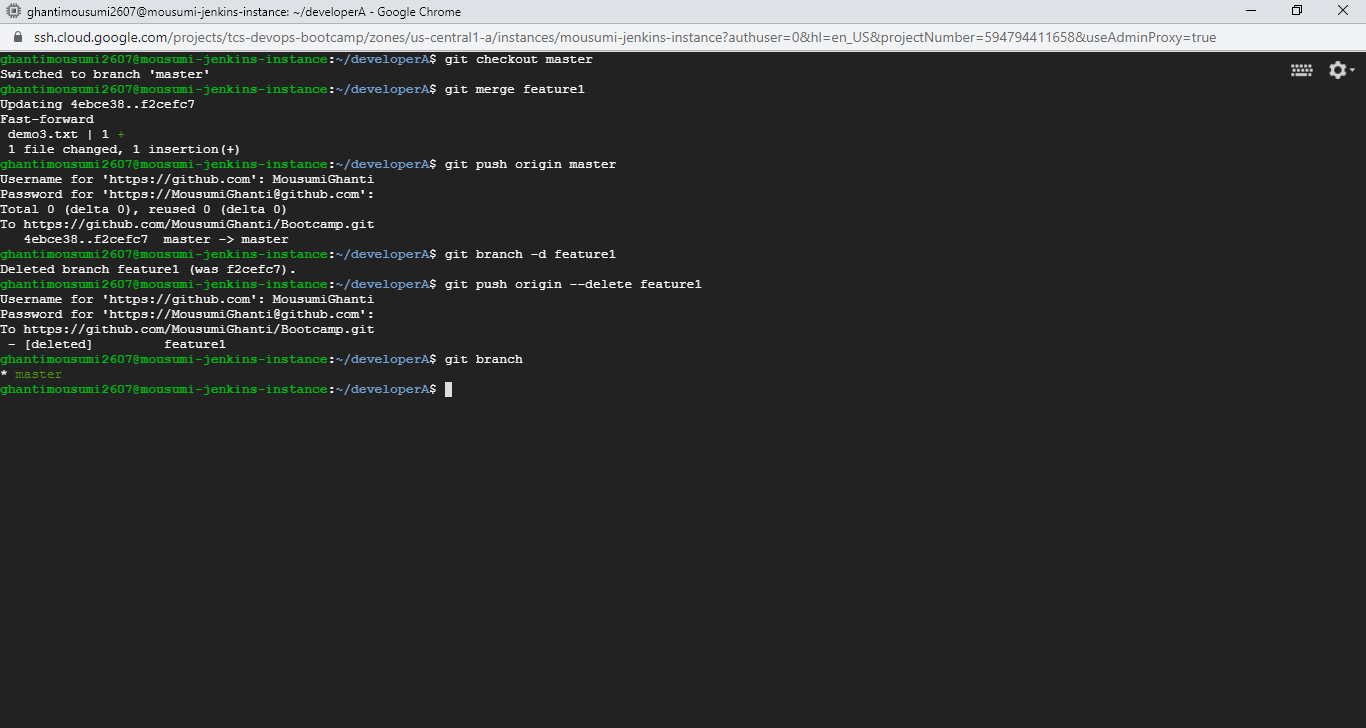 ghantimousumi2607@mousumi-jenkins-instance: ~/developerA - Google Chrome
ssh.cloud.google.com/projects/tcs-devops-bootcamp/zones/us-central1-a/instances/mousumi-jenkins-instance?authuser=0&hl=en_US&projectNumber=594794411658&useAdminProxy=true
ghantimousumi2607@mousumi-jenkins-instance:~/developerA$ git checkout master
Switched to branch 'master'
ghantimousumi2607@mousumi-jenkins-instance:~/developerA$ git merge feature1
Updating 4ebce38..f2cefc7
Fast-forward
 demo3.txt | 1 +
 1 file changed, 1 insertion(+)
ghantimousumi2607@mousumi-jenkins-instance:~/developerA$ git push origin master
Username for 'https://github.com': MousumiGhanti
Password for 'https://MousumiGhanti@github.com':
Total 0 (delta 0), reused 0 (delta 0)
To https://github.com/MousumiGhanti/Bootcamp.git
   4ebce38..f2cefc7  master -> master
ghantimousumi2607@mousumi-jenkins-instance:~/developerA$ git branch -d feature1
Deleted branch feature1 (was f2cefc7).
ghantimousumi2607@mousumi-jenkins-instance:~/developerA$ git push origin --delete feature1
Username for 'https://github.com': MousumiGhanti
Password for 'https://MousumiGhanti@github.com':
To https://github.com/MousumiGhanti/Bootcamp.git
 - [deleted]         feature1
ghantimousumi2607@mousumi-jenkins-instance:~/developerA$ git branch
* master
ghantimousumi2607@mousumi-jenkins-instance:~/developerA$